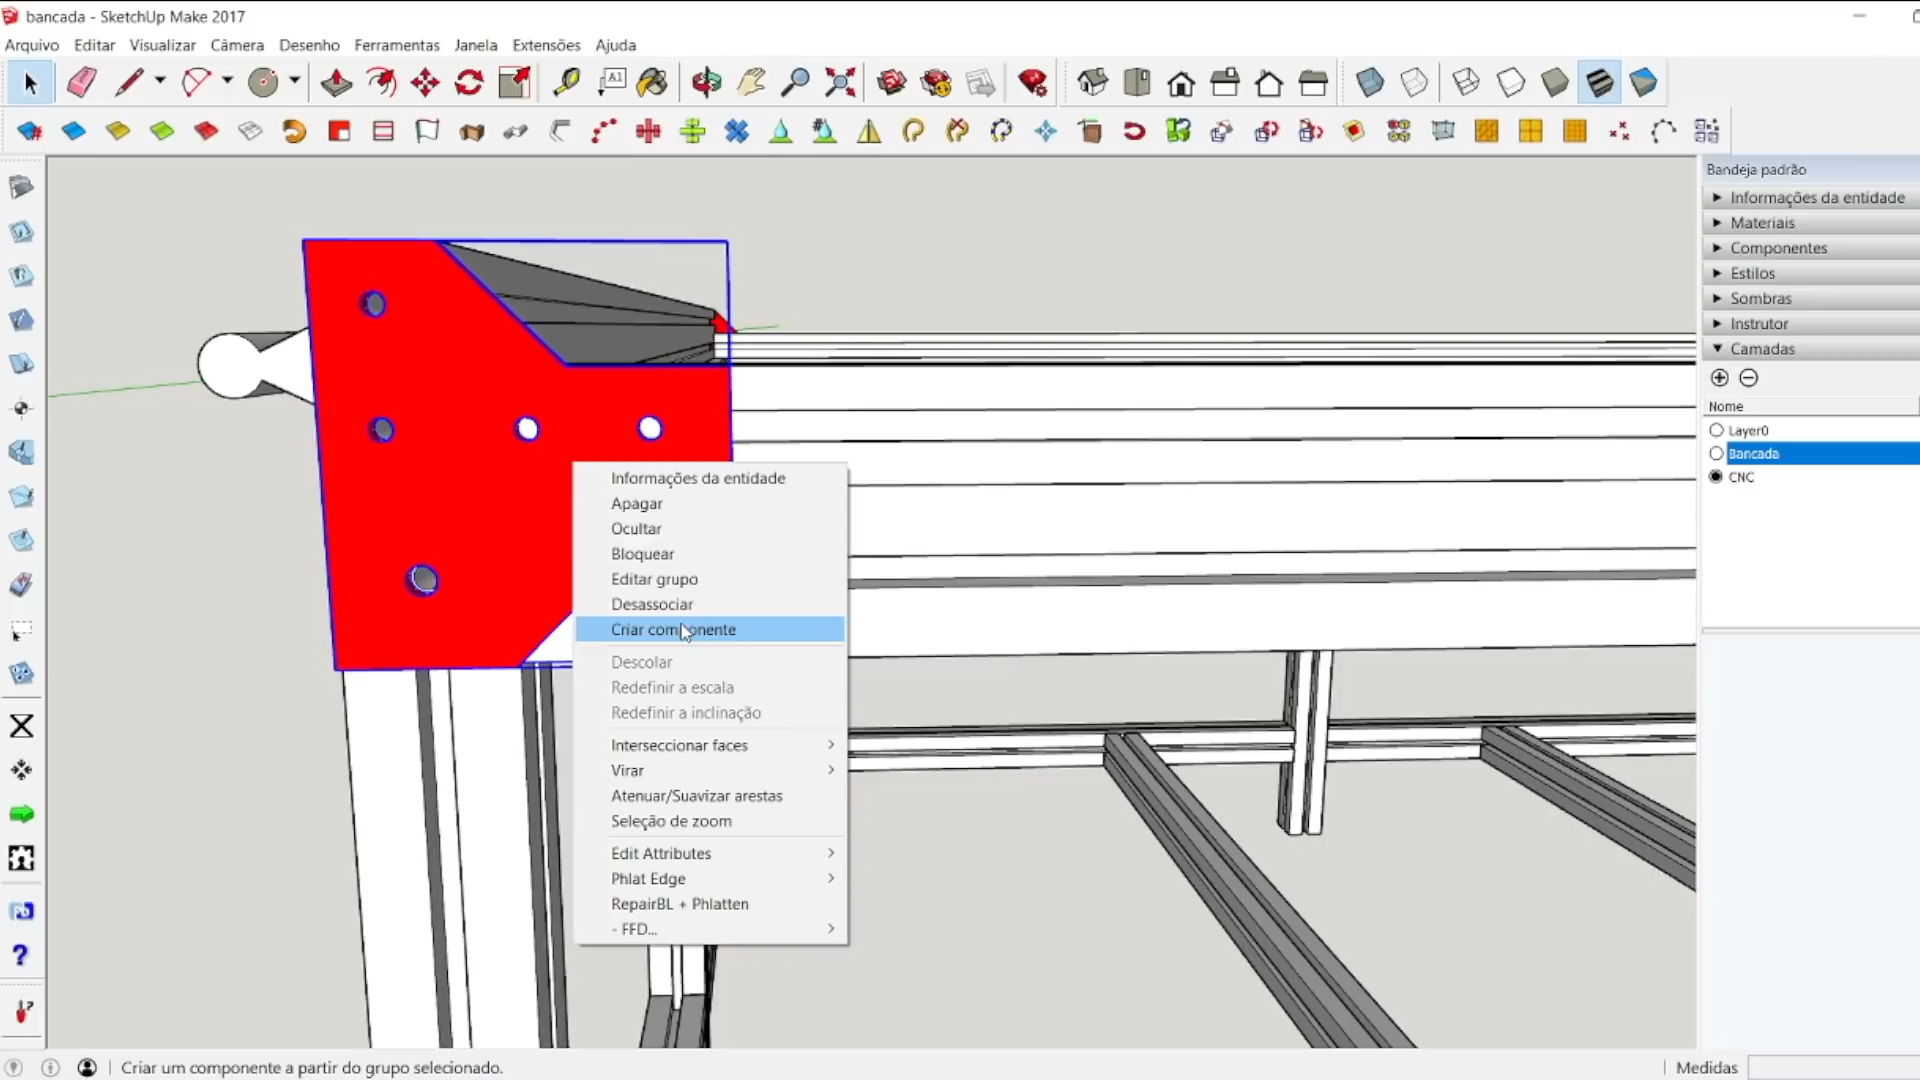 bancada - SketchUp Make 2017
Arquivo Editar Visualizar Câmera Desenho Ferramentas Janela Extensões Ajuda
A1
Bandeja padrão
Informações da entidade
Materiais
Componentes
Estilos
Sombras
Instrutor
Camadas
Nome
Layer0
Bancada
CNC
Informações da entidade
Apagar
Ocultar
Bloquear
Editar grupo
Desassociar
Criar componente
Descolar
Redefinir a escala
Redefinir a inclinação
Interseccionar faces
Virar
Atenuar/Suavizar arestas
Seleção de zoom
Edit Attributes
Phlat Edge
RepairBL + Phlatten
- FFD...
?
Criar um componente a partir do grupo selecionado.
Medidas